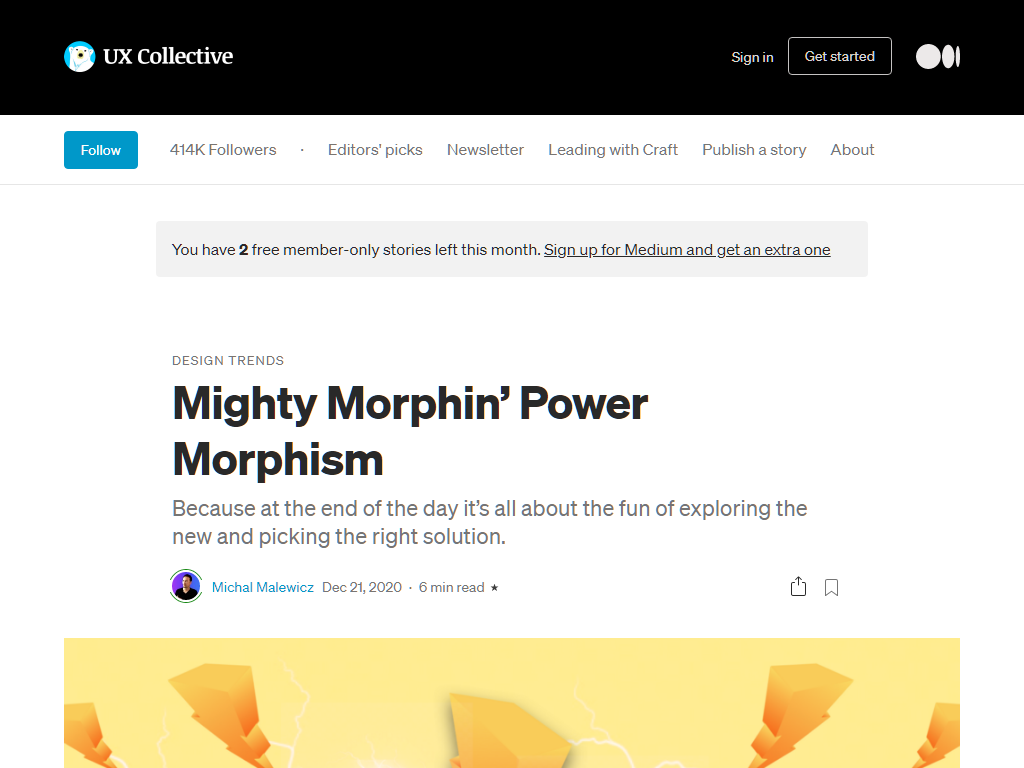 UX Collective
Sign in
Get started
Follow
414K Followers · Editors' picks Newsletter Leading with Craft Publish a story About
You have 2 free member-only stories left this month. Sign up for Medium and get an extra one
DESIGN TRENDS
Mighty Morphin’ Power
Morphism
Because at the end of the day it’s all about the fun of exploring the
new and picking the right solution.
Michal Malewicz Dec 21, 2020 · 6 min read ★